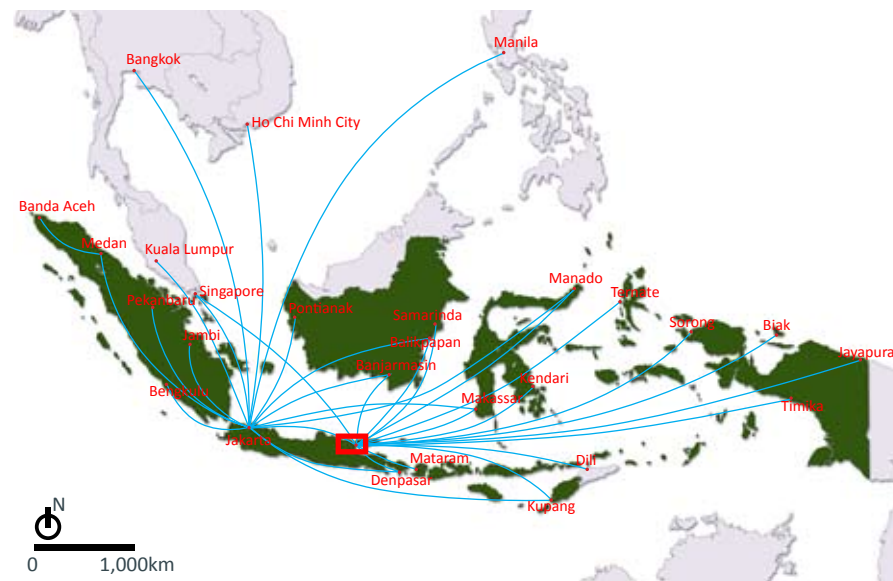 Manila
Bangkok
Ho Chi Minh City
Banda Aceh
Medan
Kuala Lumpur
Manado
Singapore
Ternate
Pekanbaru
Pontianak
Samarinda
Sorong
Biak
Jambi
Balikpapan
Jayapura
Banjarmasin
Kendari
Bengkulu
Makassar
Timika
Jakarta
Mataram
Dili
Denpasar
Kupang
N
0 1,000km